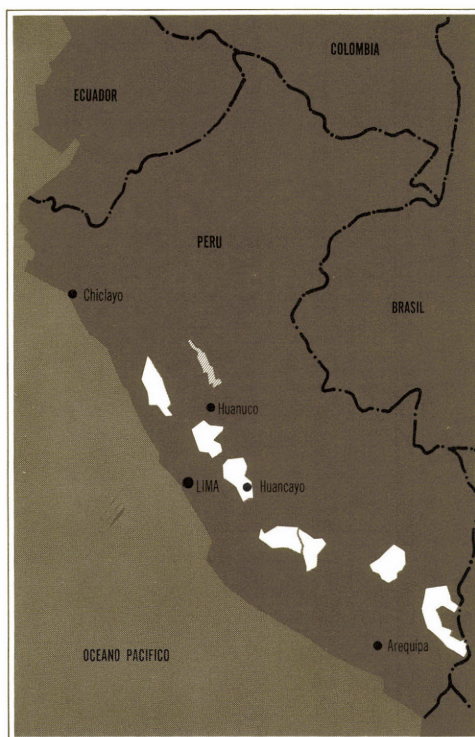 COLOMBIA
ECUADOR
PERU
Chiclayo
BRASIL
Huanuco
LIMA
Huancayo
Arequipa
OCEANO PACIFICO